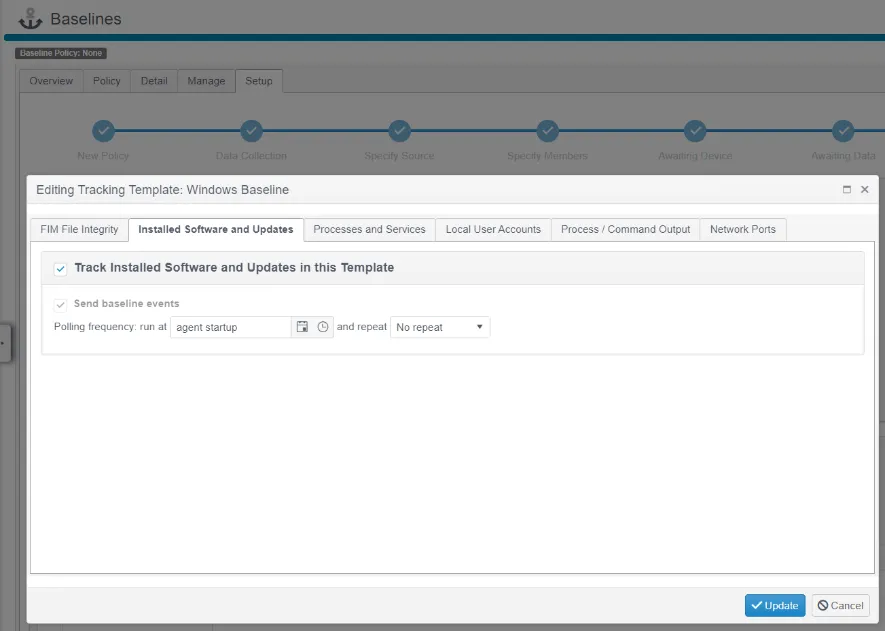 Baselines
Baseline Policy: None
Overview Policy Detail Manage Setup
New Policy Data Collection Specify Source Specify Members Awaiting Device Awaiting Data
Editing Tracking Template: Windows Baseline
FIM File Integrity Installed Software and Updates Processes and Services Local User Accounts Process / Command Output Network Ports
Track Installed Software and Updates in this Template
Send baseline events
Polling frequency: run at agent startup and repeat No repeat
Update Cancel